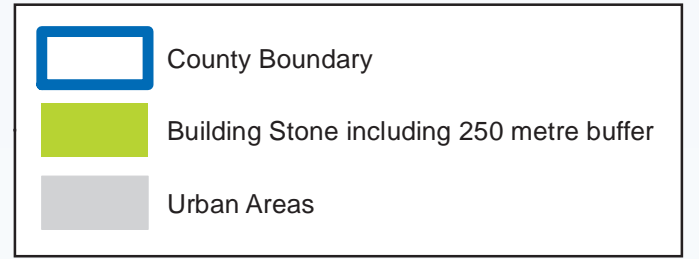 County Boundary
Building Stone including 250 metre buffer
Urban Areas